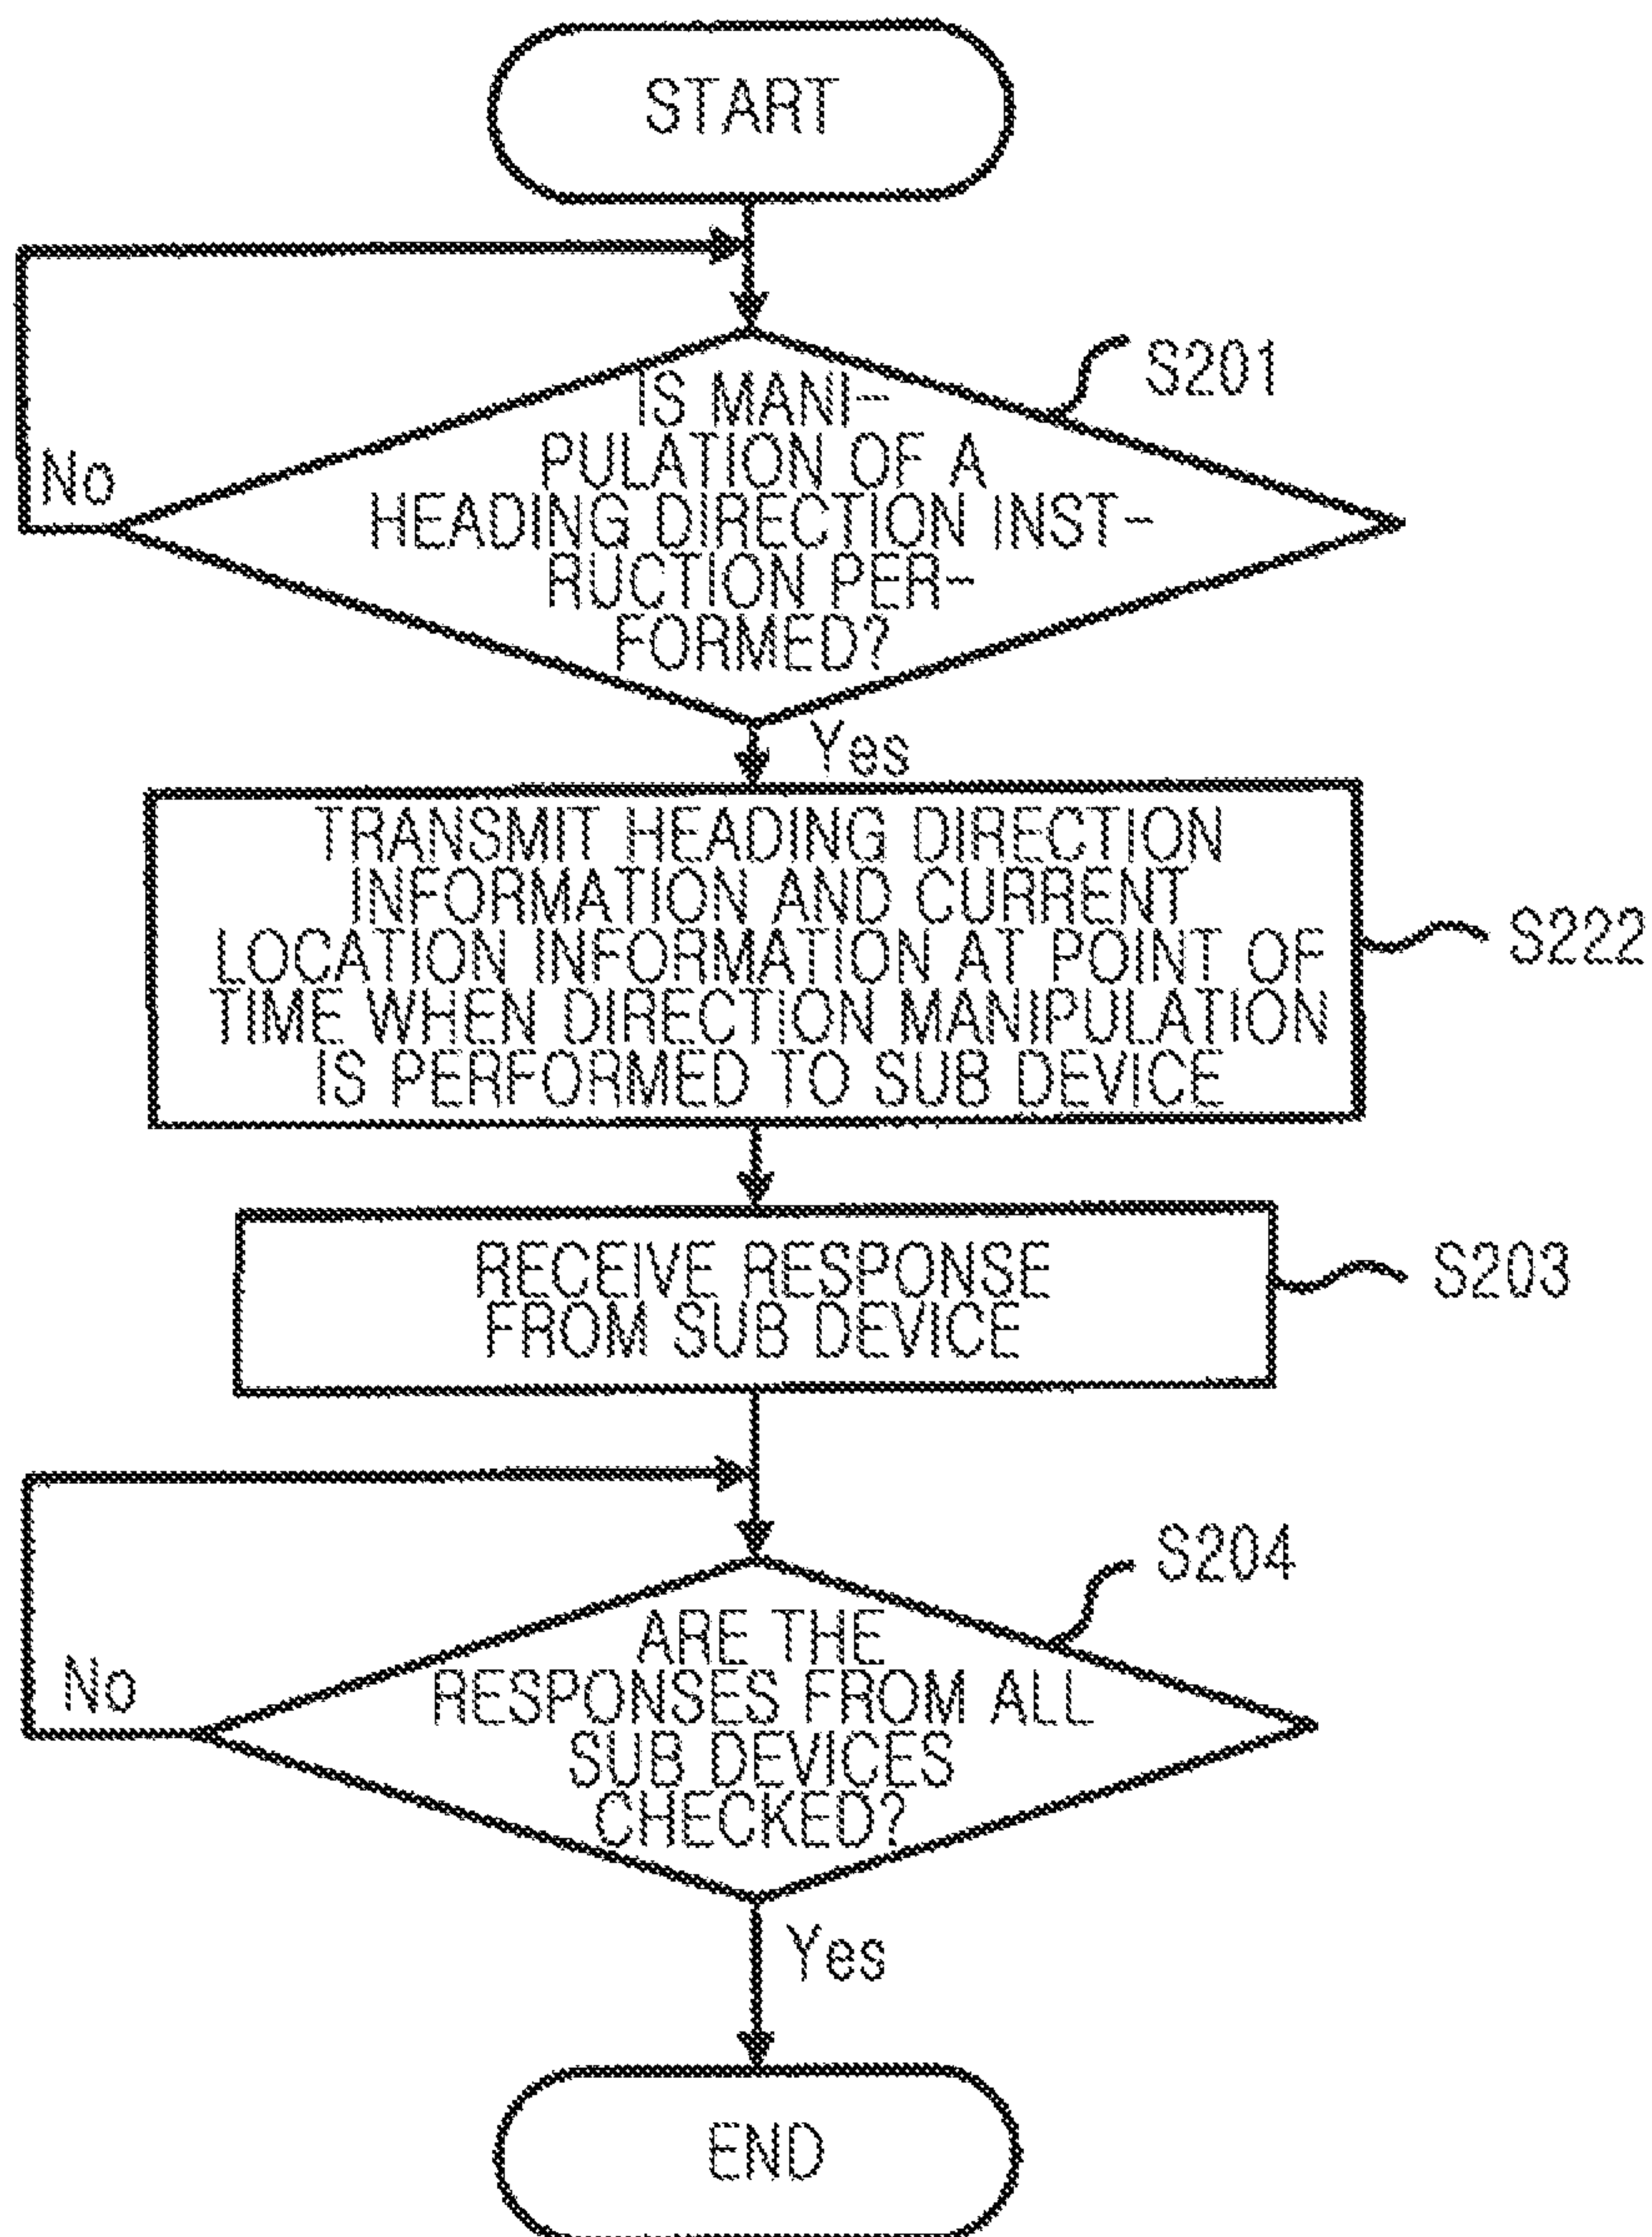 START
S201
IS MANI-
PULATION OF A
HEADING DIRECTION INST-
RUCTION PER-
FORMED?
No
Yes
TRANSMIT HEADING DIRECTION
INFORMATION AND CURRENT
LOCATION INFORMATION AT POINT OF
TIME WHEN DIRECTION MANIPULATION
IS PERFORMED TO SUB DEVICE
S222
RECEIVE RESPONSE
FROM SUB DEVICE
S203
S204
ARE THE
RESPONSES FROM ALL
SUB DEVICES
CHECKED?
No
Yes
END